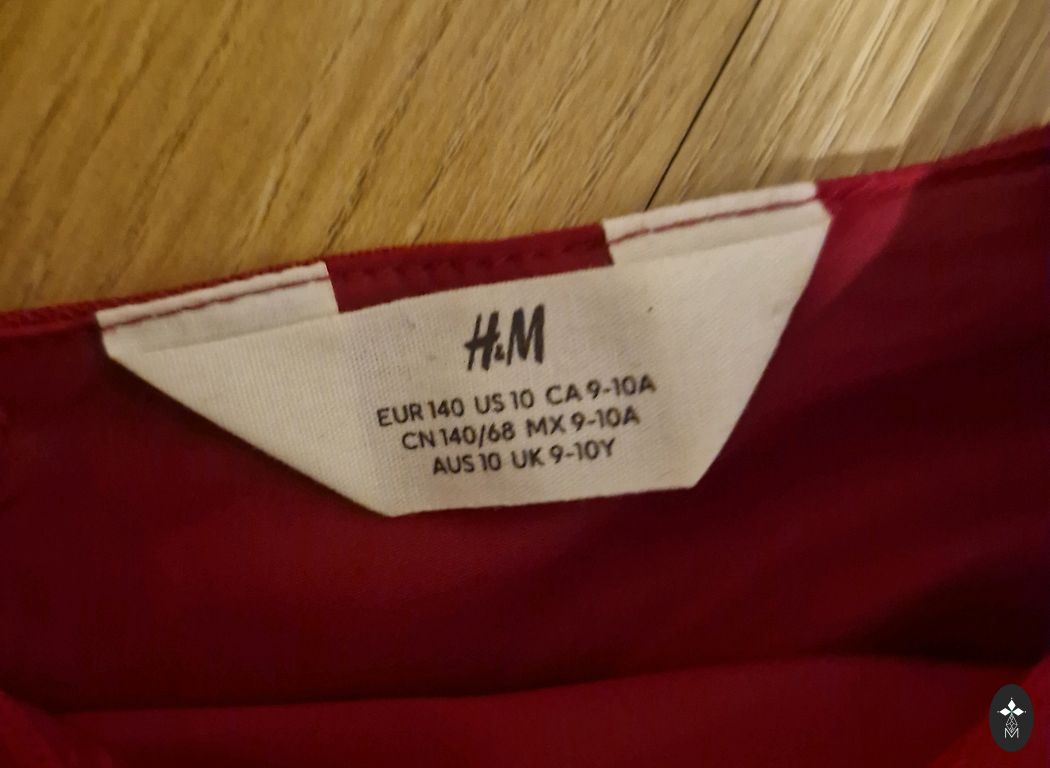 H&M
EUR 140 US 10 CA 9-10A
CN 140/68 MX 9-10A
AUS 10 UK 9-10Y
M